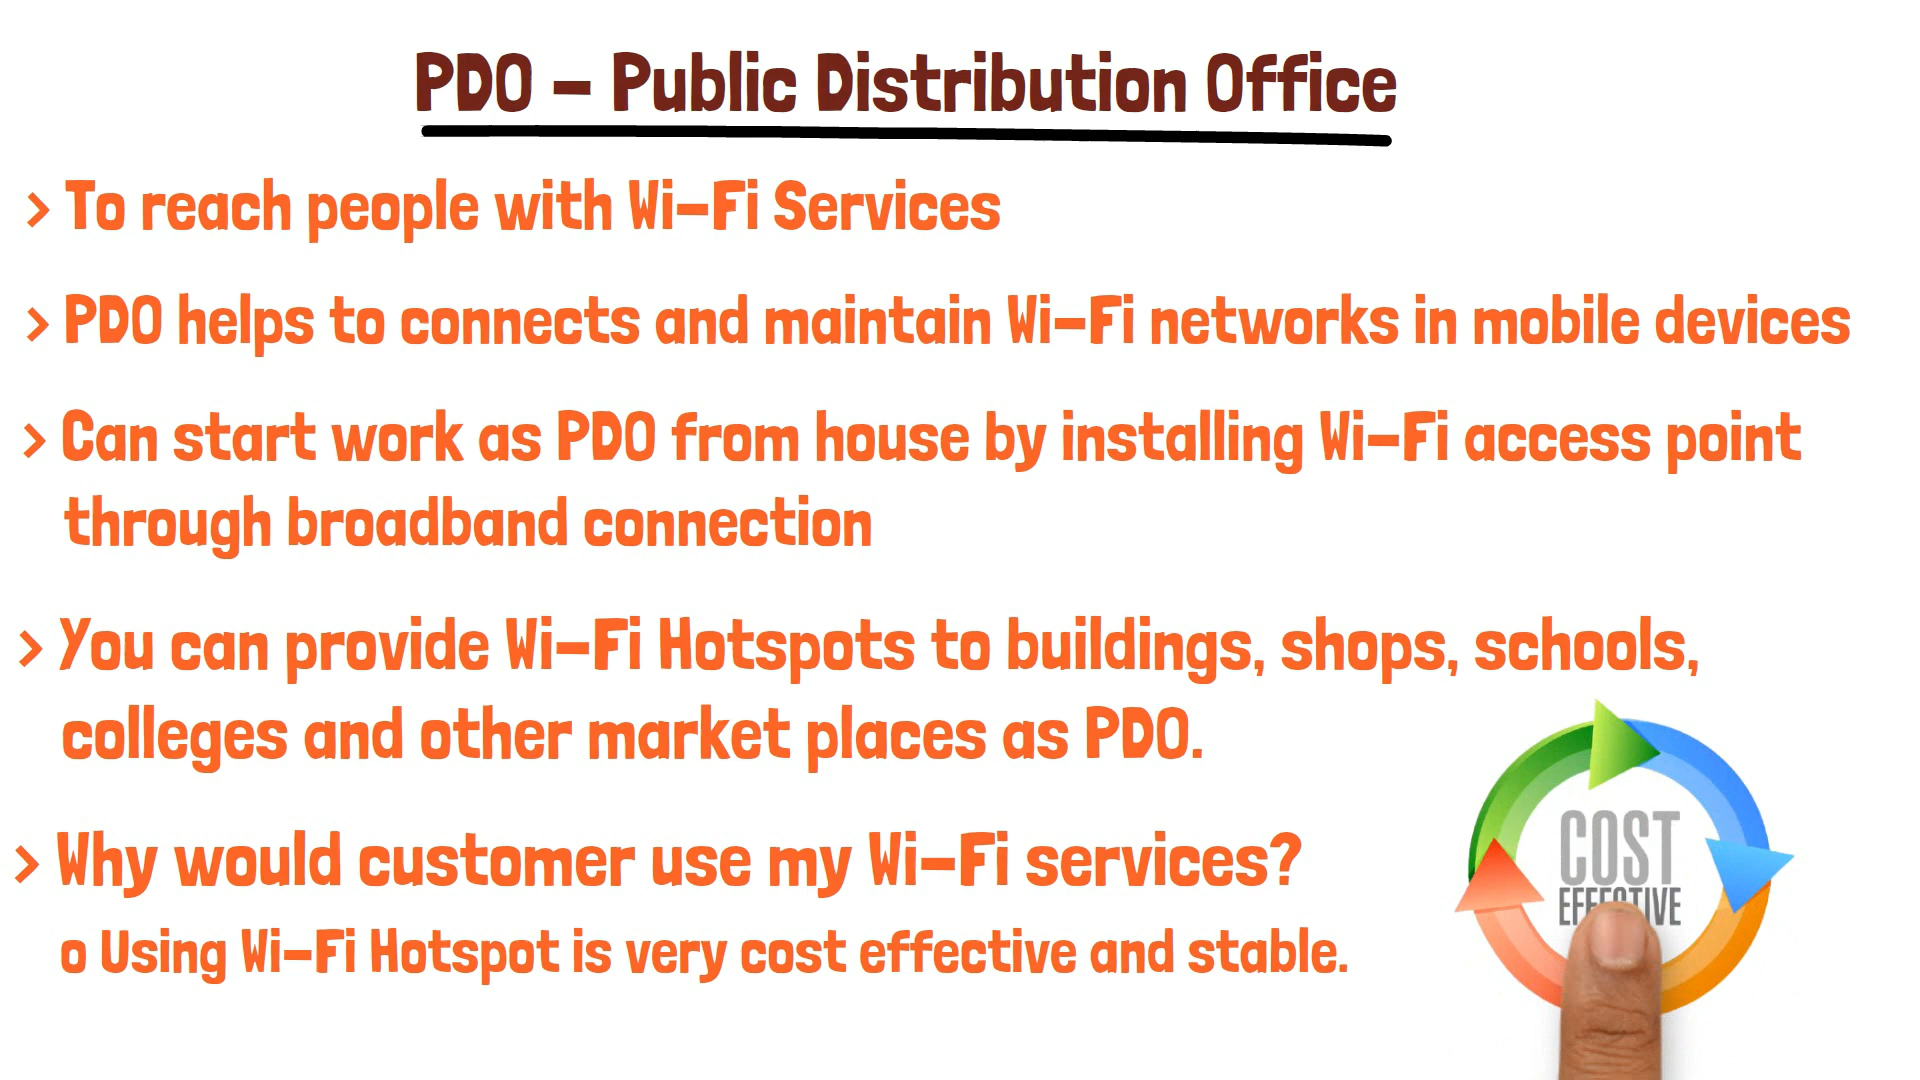 PDO - Public Distribution Office
> To reach people with Wi-Fi Services
> PDO helps to connects and maintain Wi-Fi networks in mobile devices
> Can start work as PDO from house by installing Wi-Fi access point
through broadband connection
> You can provide Wi-Fi Hotspots to buildings, shops, schools,
colleges and other market places as PDO.
COST
EFFECTIVE
> Why would customer use my Wi-Fi services?
o Using Wi-Fi Hotspot is very cost effective and stable.